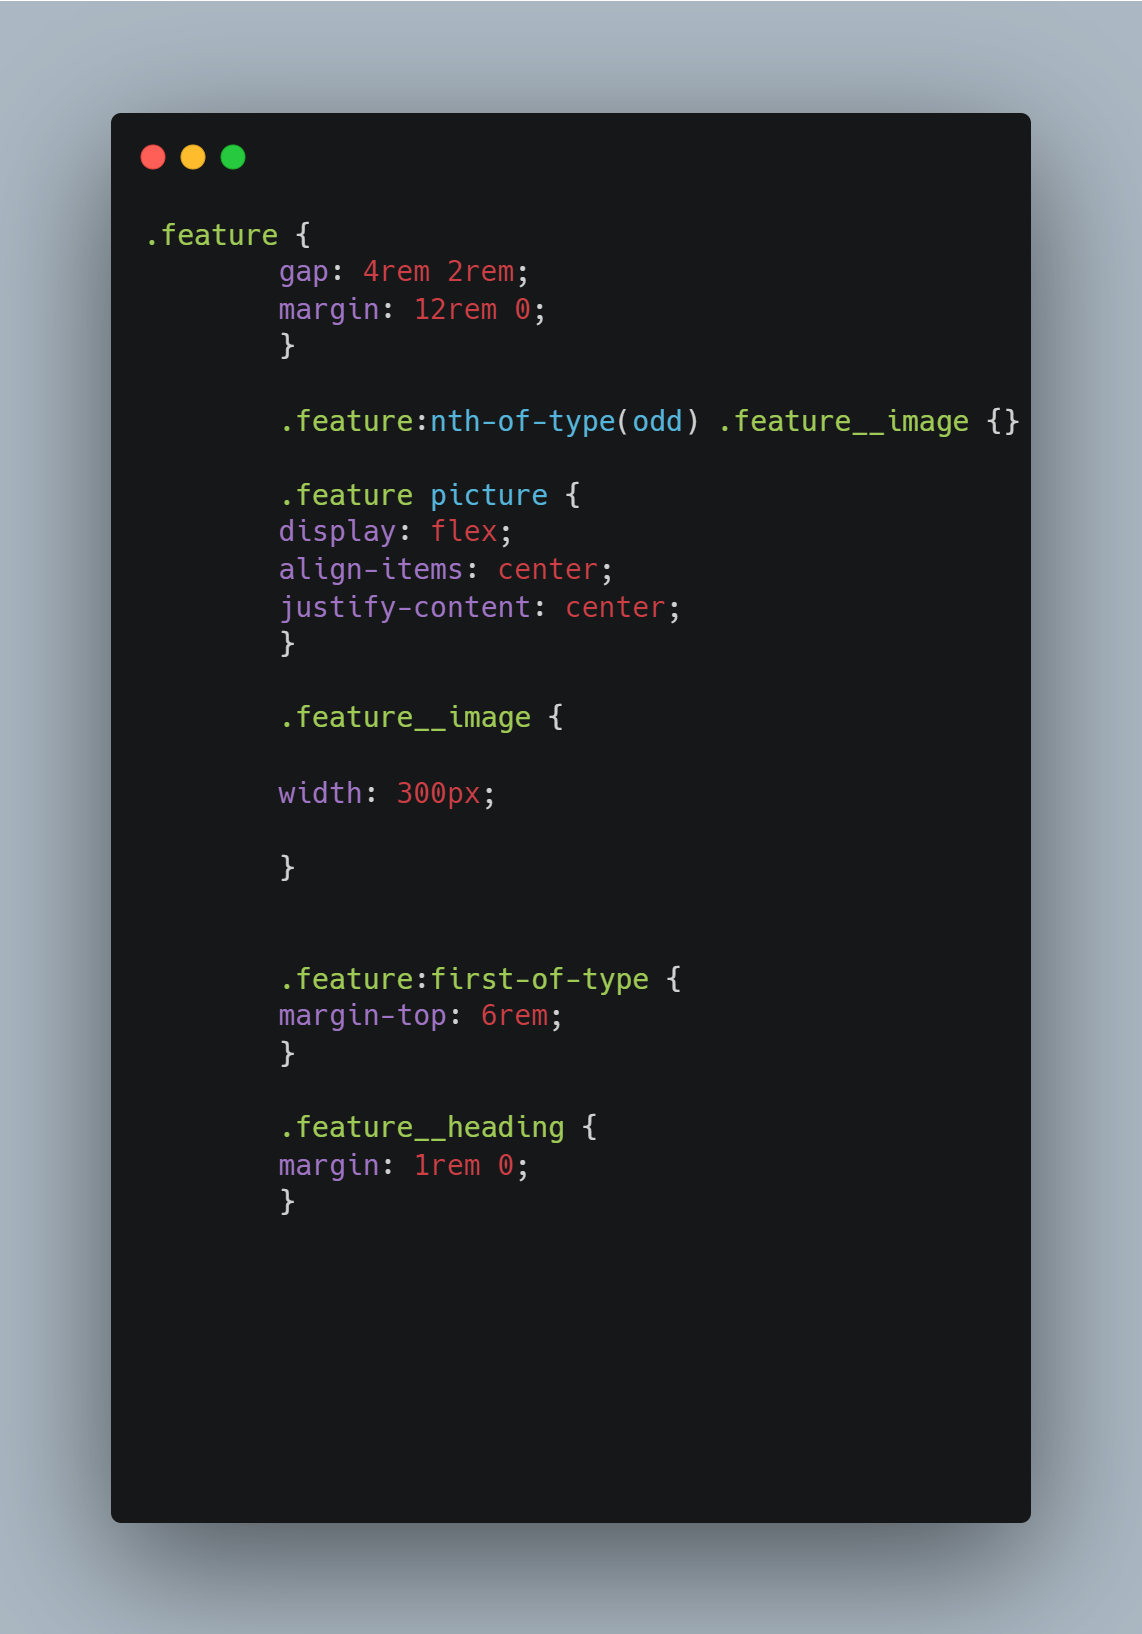 .feature {
gap: 4rem 2rem;
margin: 12rem 0;
}
.feature:nth-of-type(odd) .feature__image {}
.feature picture {
display: flex;
align-items: center;
justify-content: center;
}
.feature__image {
width: 300px;
}
.feature:first-of-type {
margin-top: 6rem;
}
.feature__heading {
margin: 1rem 0;
}